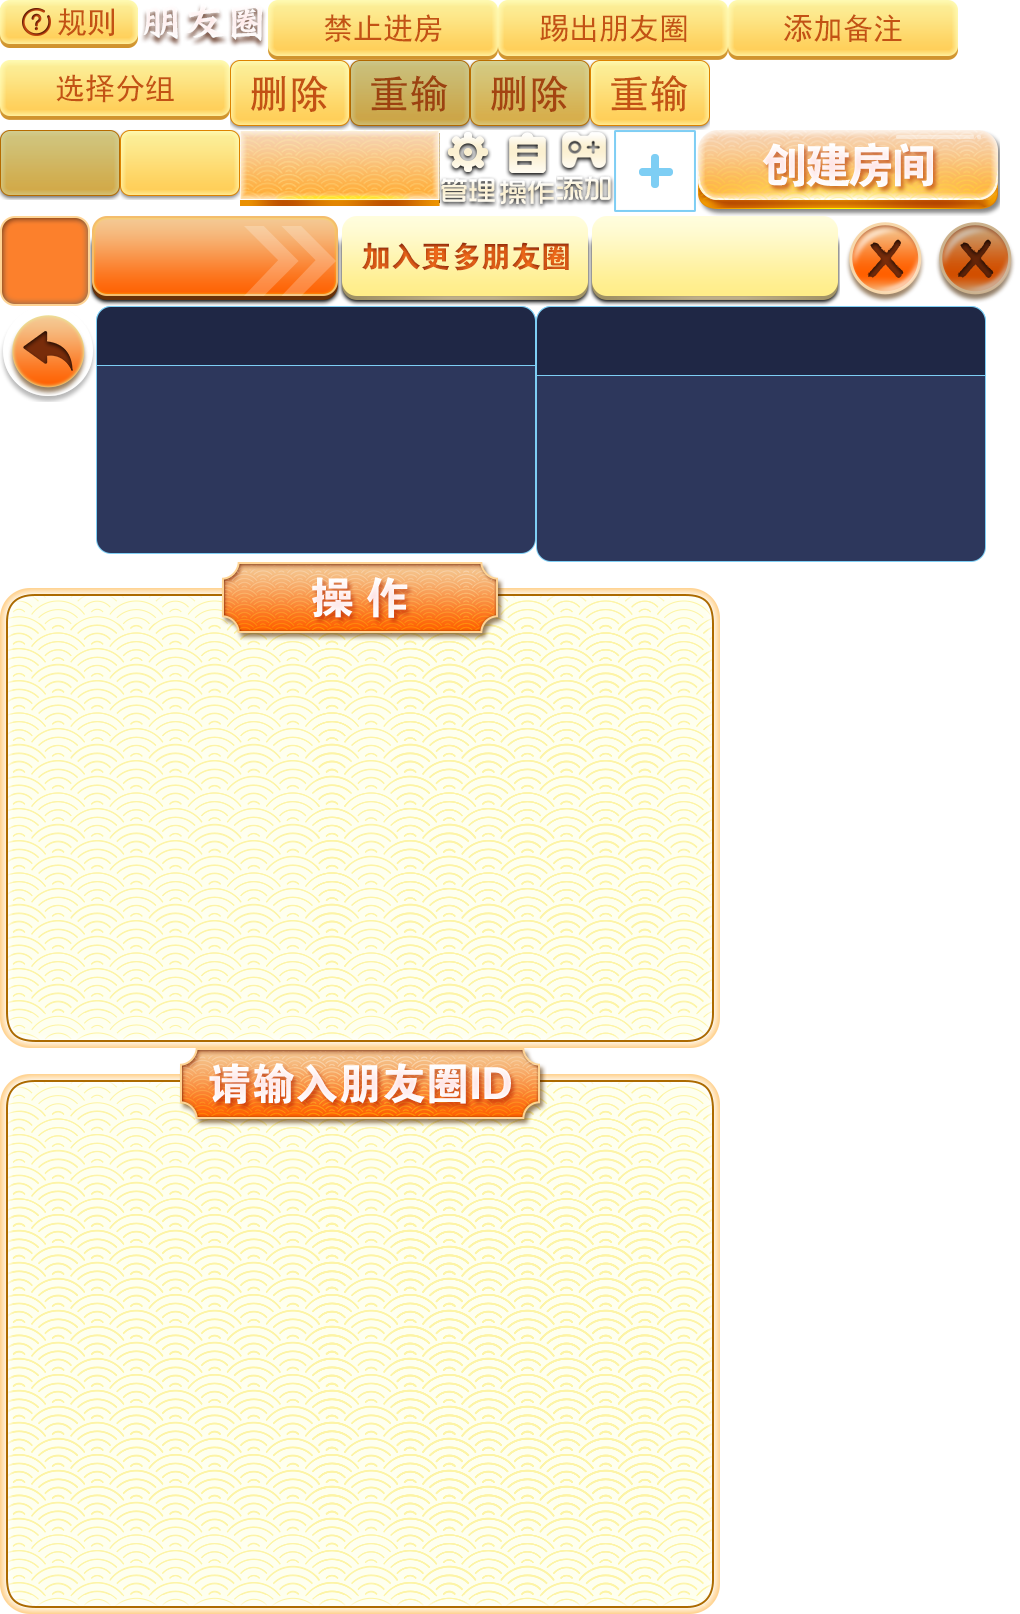 规则 朋友圈 禁止进房 踢出朋友圈 添加备注
选择分组 删除 重输 删除 重输
管理 操作 添加 创建房间
加入更多朋友圈
操作
请输入朋友圈ID